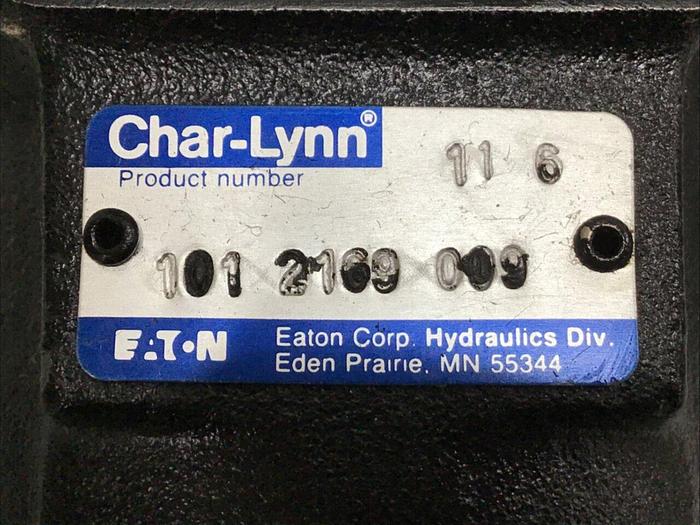 Char-Lynn®
Product number
11 6
101 2169 009
EATON
Eaton Corp. Hydraulics Div.
Eden Prairie, MN 55344